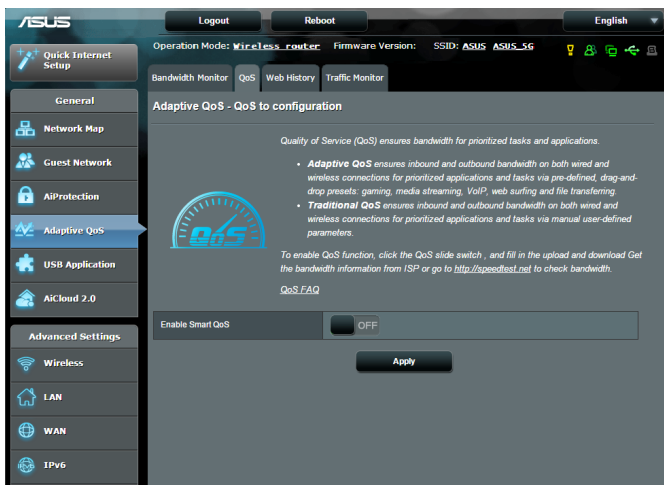 ASUS
Logout
Reboot
English
Quick Internet
Setup
Operation Mode: Wireless router Firmware Version: SSID: ASUS ASUS_5G
Bandwidth Monitor QoS Web History Traffic Monitor
General
Network Map
Guest Network
AiProtection
Adaptive QoS
USB Application
AiCloud 2.0
Advanced Settings
Wireless
LAN
WAN
IPv6
Adaptive QoS - QoS to configuration
Quality of Service (QoS) ensures bandwidth for prioritized tasks and applications.
• Adaptive QoS ensures inbound and outbound bandwidth on both wired and
wireless connections for prioritized applications and tasks via pre-defined, drag-and-
drop presets: gaming, media streaming, VoIP, web surfing and file transferring.
• Traditional QoS ensures inbound and outbound bandwidth on both wired and
wireless connections for prioritized applications and tasks via manual user-defined
parameters.
QoS
To enable QoS function, click the QoS slide switch , and fill in the upload and download Get
the bandwidth information from ISP or go to http://speedtest.net to check bandwidth.
QoS FAQ
Enable Smart QoS
OFF
Apply